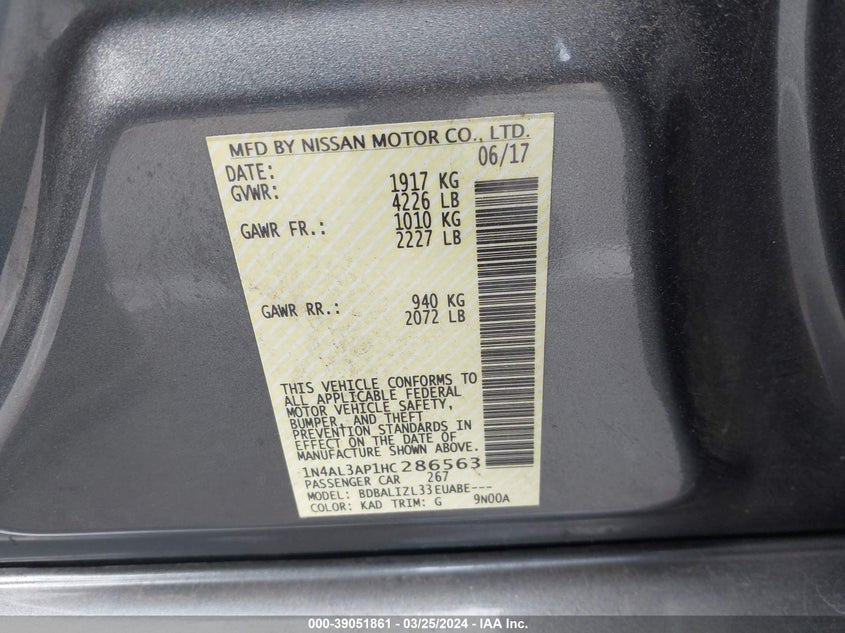 MFD BY NISSAN MOTOR CO., LTD.
DATE: 06/17
GVWR: 1917 KG
4226 LB
GAWR FR.: 1010 KG
2227 LB
GAWR RR.: 940 KG
2072 LB
THIS VEHICLE CONFORMS TO
ALL APPLICABLE FEDERAL
MOTOR VEHICLE SAFETY,
BUMPER, AND THEFT
PREVENTION STANDARDS IN
EFFECT ON THE DATE OF
MANUFACTURE SHOWN ABOVE.
1N4AL3AP1HC286563
PASSENGER CAR 267
MODEL: BDBALIZL33EUABE---
COLOR: KAD TRIM: G 9N00A
000-39051861 - 03/25/2024 - IAA Inc.